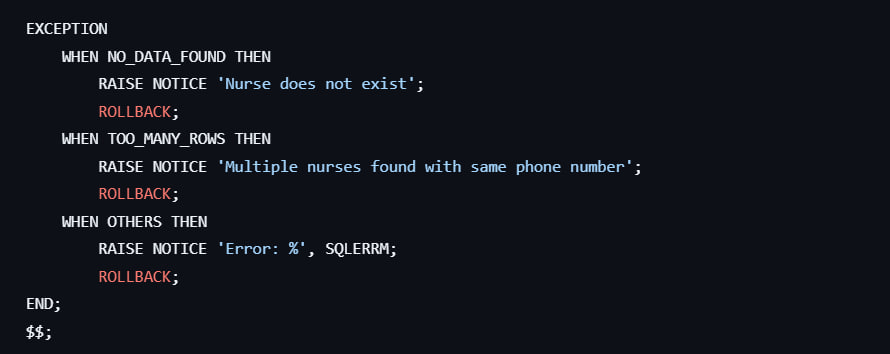 EXCEPTION
    WHEN NO_DATA_FOUND THEN
        RAISE NOTICE 'Nurse does not exist';
        ROLLBACK;
    WHEN TOO_MANY_ROWS THEN
        RAISE NOTICE 'Multiple nurses found with same phone number';
        ROLLBACK;
    WHEN OTHERS THEN
        RAISE NOTICE 'Error: %', SQLERRM;
        ROLLBACK;
END;
$$;